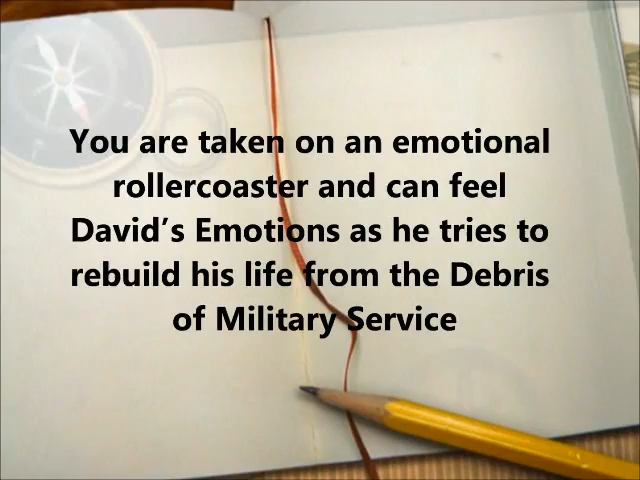 You are taken on an emotional
rollercoaster and can feel
David’s Emotions as he tries to
rebuild his life from the Debris
of Military Service